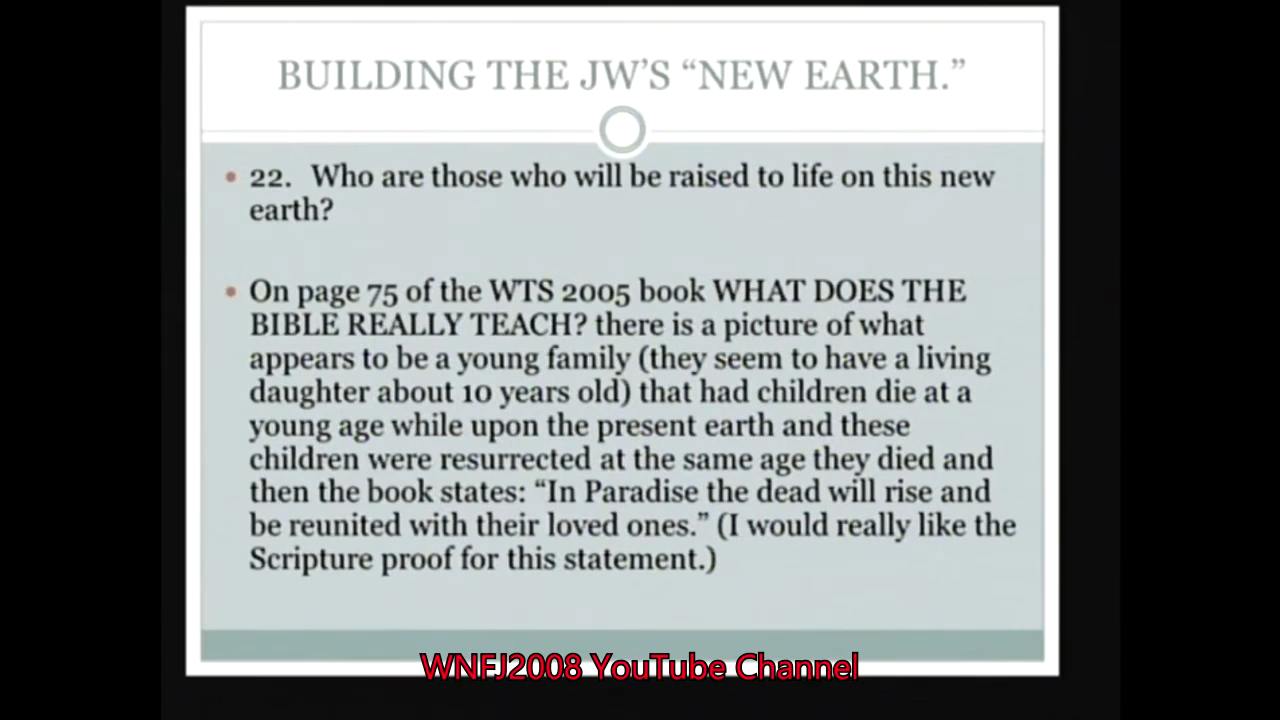 BUILDING THE JW'S “NEW EARTH.”
• 22. Who are those who will be raised to life on this new
earth?
• On page 75 of the WTS 2005 book WHAT DOES THE
BIBLE REALLY TEACH? there is a picture of what
appears to be a young family (they seem to have a living
daughter about 10 years old) that had children die at a
young age while upon the present earth and these
children were resurrected at the same age they died and
then the book states: “In Paradise the dead will rise and
be reunited with their loved ones.” (I would really like the
Scripture proof for this statement.)
WNFJ2008 YouTube Channel